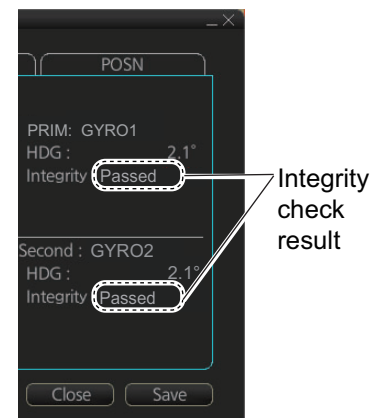 POSN
PRIM: GYRO1
HDG : 2.1°
Integrity Passed
Second : GYRO2
HDG : 2.1°
Integrity Passed
Close Save
Integrity
check
result